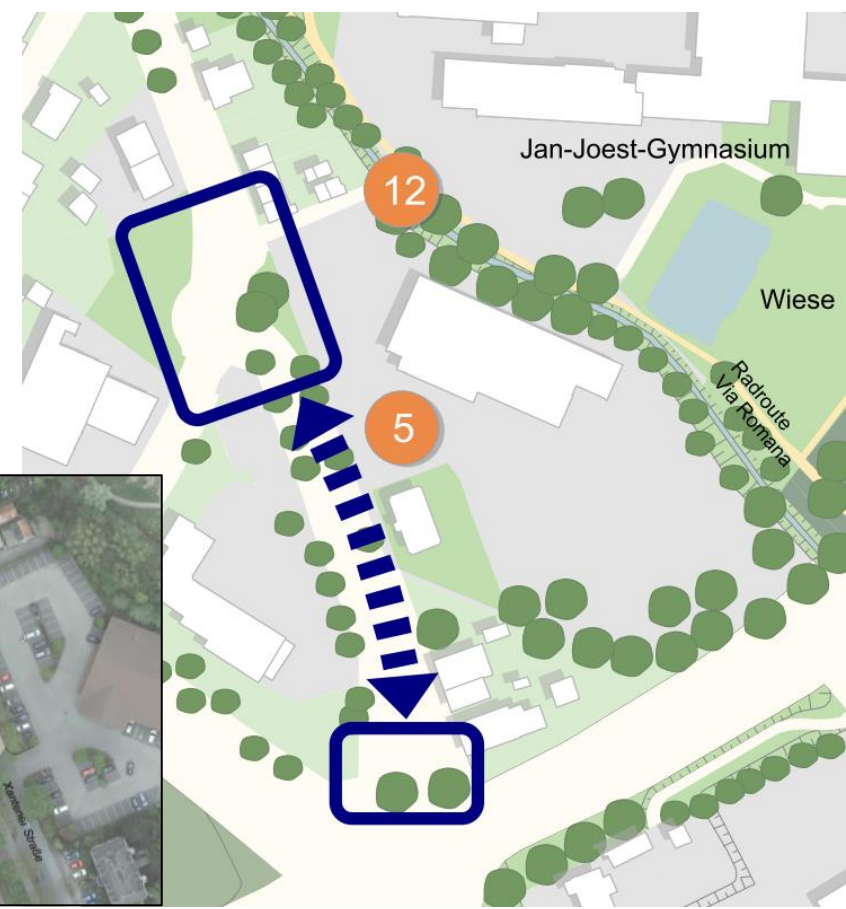 Jan-Joest-Gymnasium
12
Wiese
Radroute
Via Romana
5
Xantener Straße